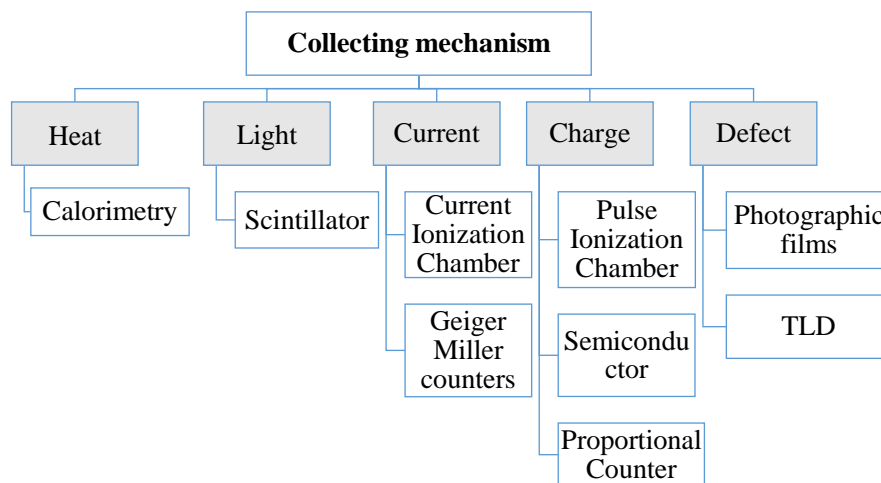 Collecting mechanism
Heat
Light
Current
Charge
Defect
Calorimetry
Scintillator
Current
Ionization
Chamber
Pulse
Ionization
Chamber
Photographic
films
Geiger
Miller
counters
Semicondu
ctor
TLD
Proportional
Counter